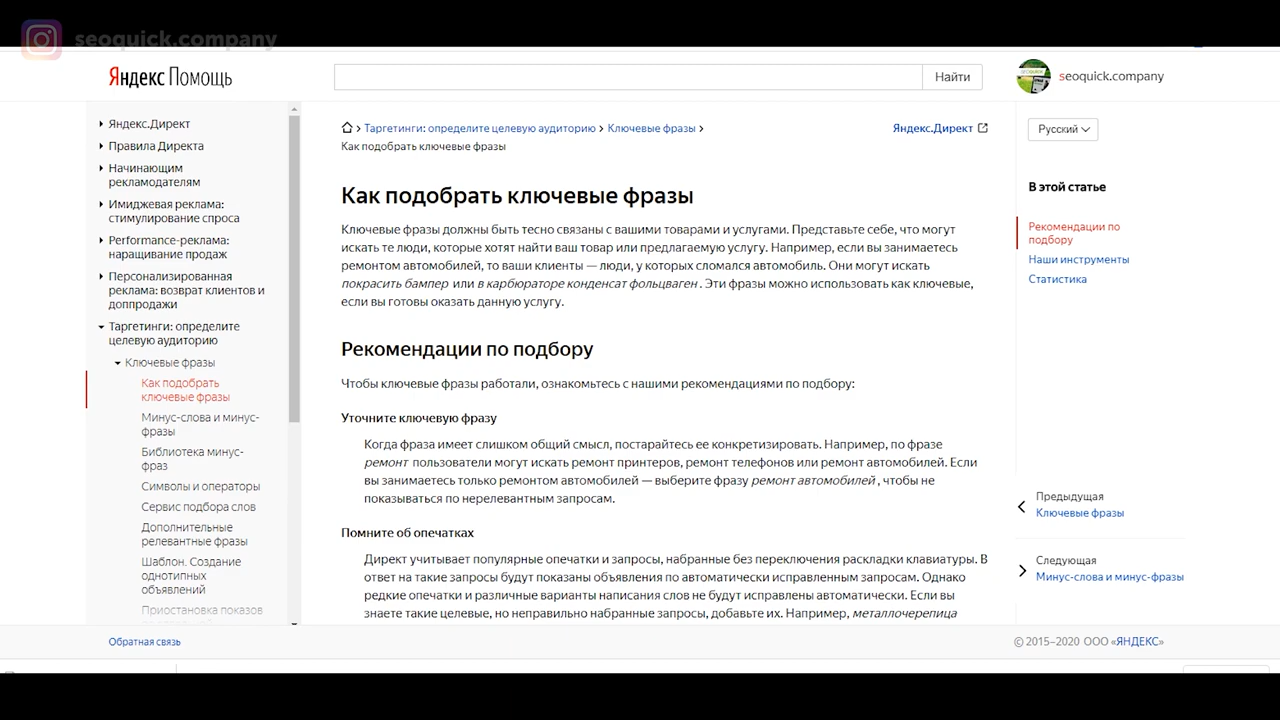 seoquick.company
Яндекс Помощь
Найти
seoquick.company
Яндекс.Директ
Правила Директа
Начинающим
рекламодателям
Имиджевая реклама:
стимулирование спроса
Performance-реклама:
наращивание продаж
Персонализированная
реклама: возврат клиентов и
допродажи
Таргетинги: определите
целевую аудиторию
Ключевые фразы
Как подобрать
ключевые фразы
Минус-слова и минус-
фразы
Библиотека минус-
фраз
Символы и операторы
Сервис подбора слов
Дополнительные
релевантные фразы
Шаблон. Создание
однотипных
объявлений
Приостановка показов
Таргетинги: определите целевую аудиторию Ключевые фразы
Как подобрать ключевые фразы
Яндекс.Директ
Как подобрать ключевые фразы
Ключевые фразы должны быть тесно связаны с вашими товарами и услугами. Представьте себе, что могут
искать те люди, которые хотят найти ваш товар или предлагаемую услугу. Например, если вы занимаетесь
ремонтом автомобилей, то ваши клиенты — люди, у которых сломался автомобиль. Они могут искать
покрасить бампер или в карбюраторе конденсат фольцваген. Эти фразы можно использовать как ключевые,
если вы готовы оказать данную услугу.
Рекомендации по подбору
Чтобы ключевые фразы работали, ознакомьтесь с нашими рекомендациями по подбору:
Уточните ключевую фразу
Когда фраза имеет слишком общий смысл, постарайтесь ее конкретизировать. Например, по фразе
ремонт пользователи могут искать ремонт принтеров, ремонт телефонов или ремонт автомобилей. Если
вы занимаетесь только ремонтом автомобилей — выберите фразу ремонт автомобилей, чтобы не
показываться по нерелевантным запросам.
Помните об опечатках
Директ учитывает популярные опечатки и запросы, набранные без переключения раскладки клавиатуры. В
ответ на такие запросы будут показаны объявления по автоматически исправленным запросам. Однако
редкие опечатки и различные варианты написания слов не будут исправлены автоматически. Если вы
знаете такие целевые, но неправильно набранные запросы, добавьте их. Например, металлочерепица
Русский
В этой статье
Рекомендации по
подбору
Наши инструменты
Статистика
Предыдущая
Ключевые фразы
Следующая
Минус-слова и минус-фразы
Обратная связь
© 2015–2020 ООО «ЯНДЕКС»